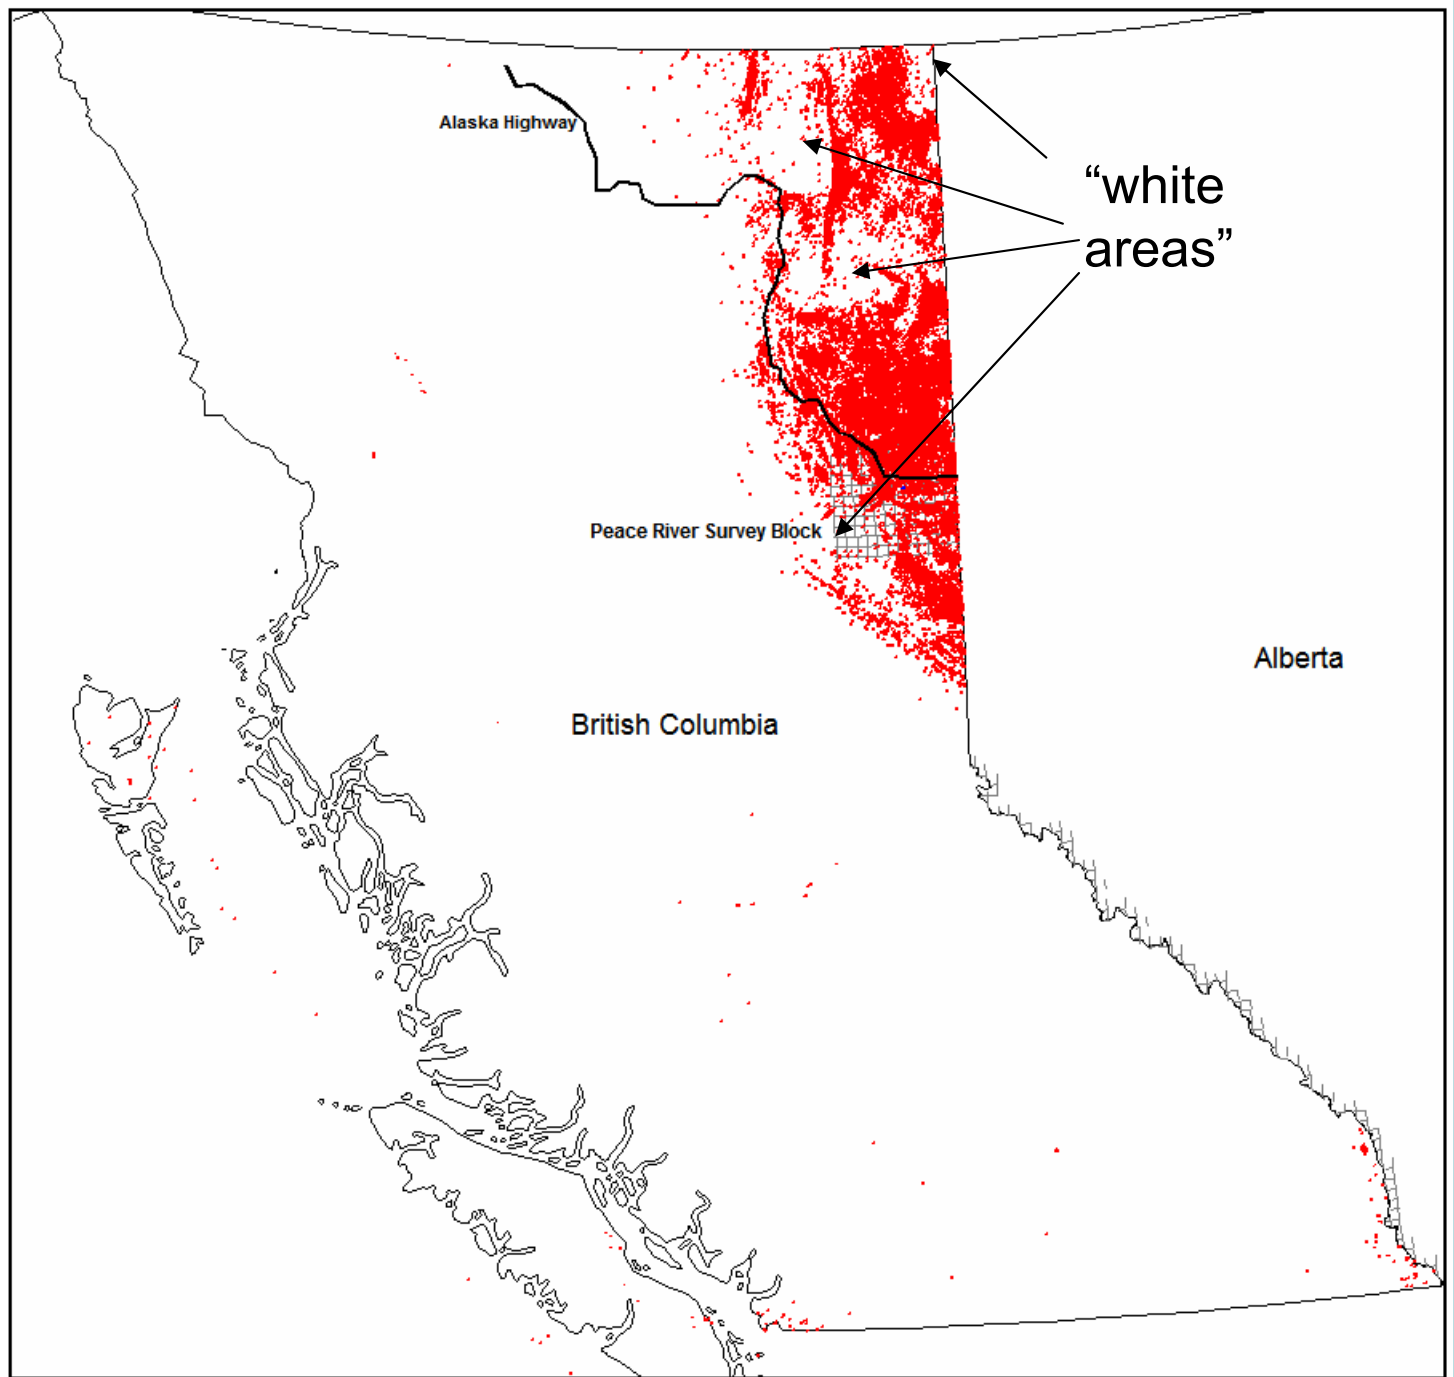 Alaska Highway
“white
areas”
Peace River Survey Block
Alberta
British Columbia